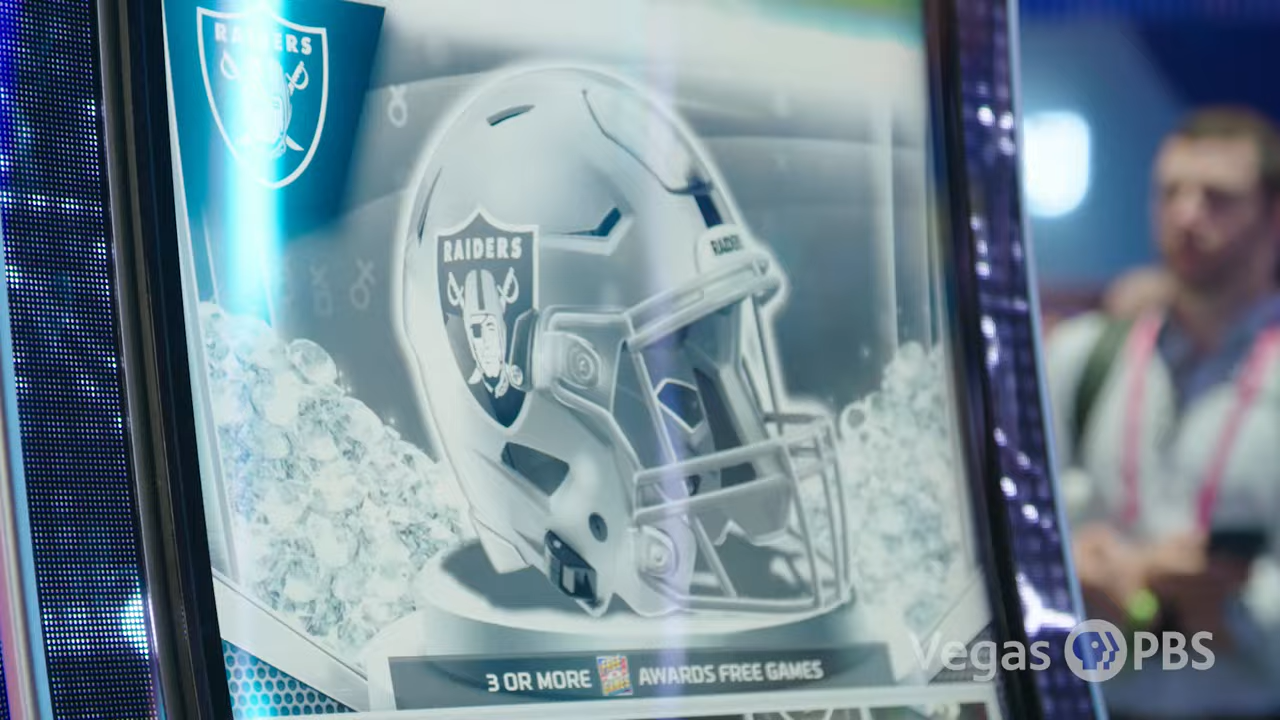 RAIDERS
RAIDERS
RAIDERS
3 OR MORE AWARDS FREE GAMES
Vegas PBS